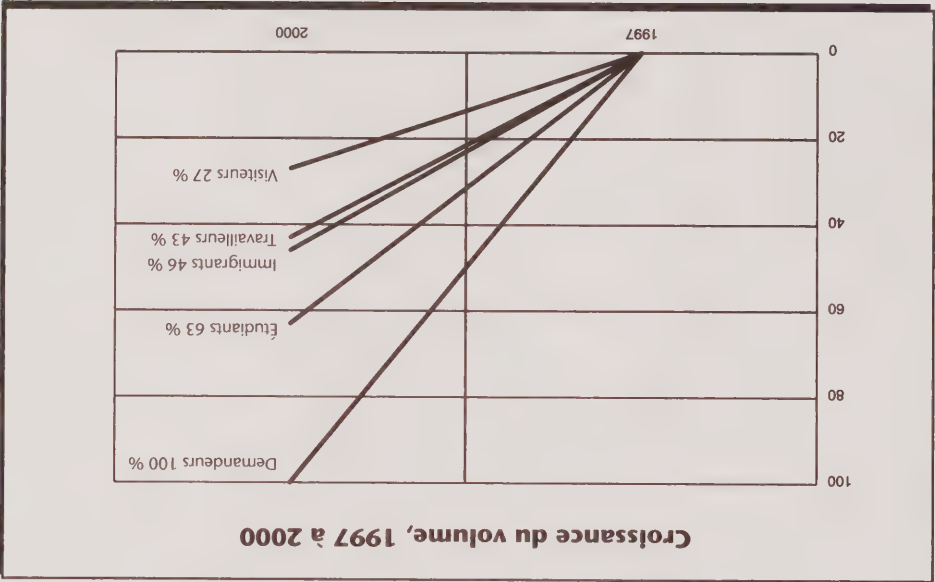 Croissance du volume, 1997 à 2000
100
80
60
40
20
0
Demandeurs 100 %
Étudiants 63 %
Immigrants 46 %
Travailleurs 43 %
Visiteurs 27 %
1997
2000